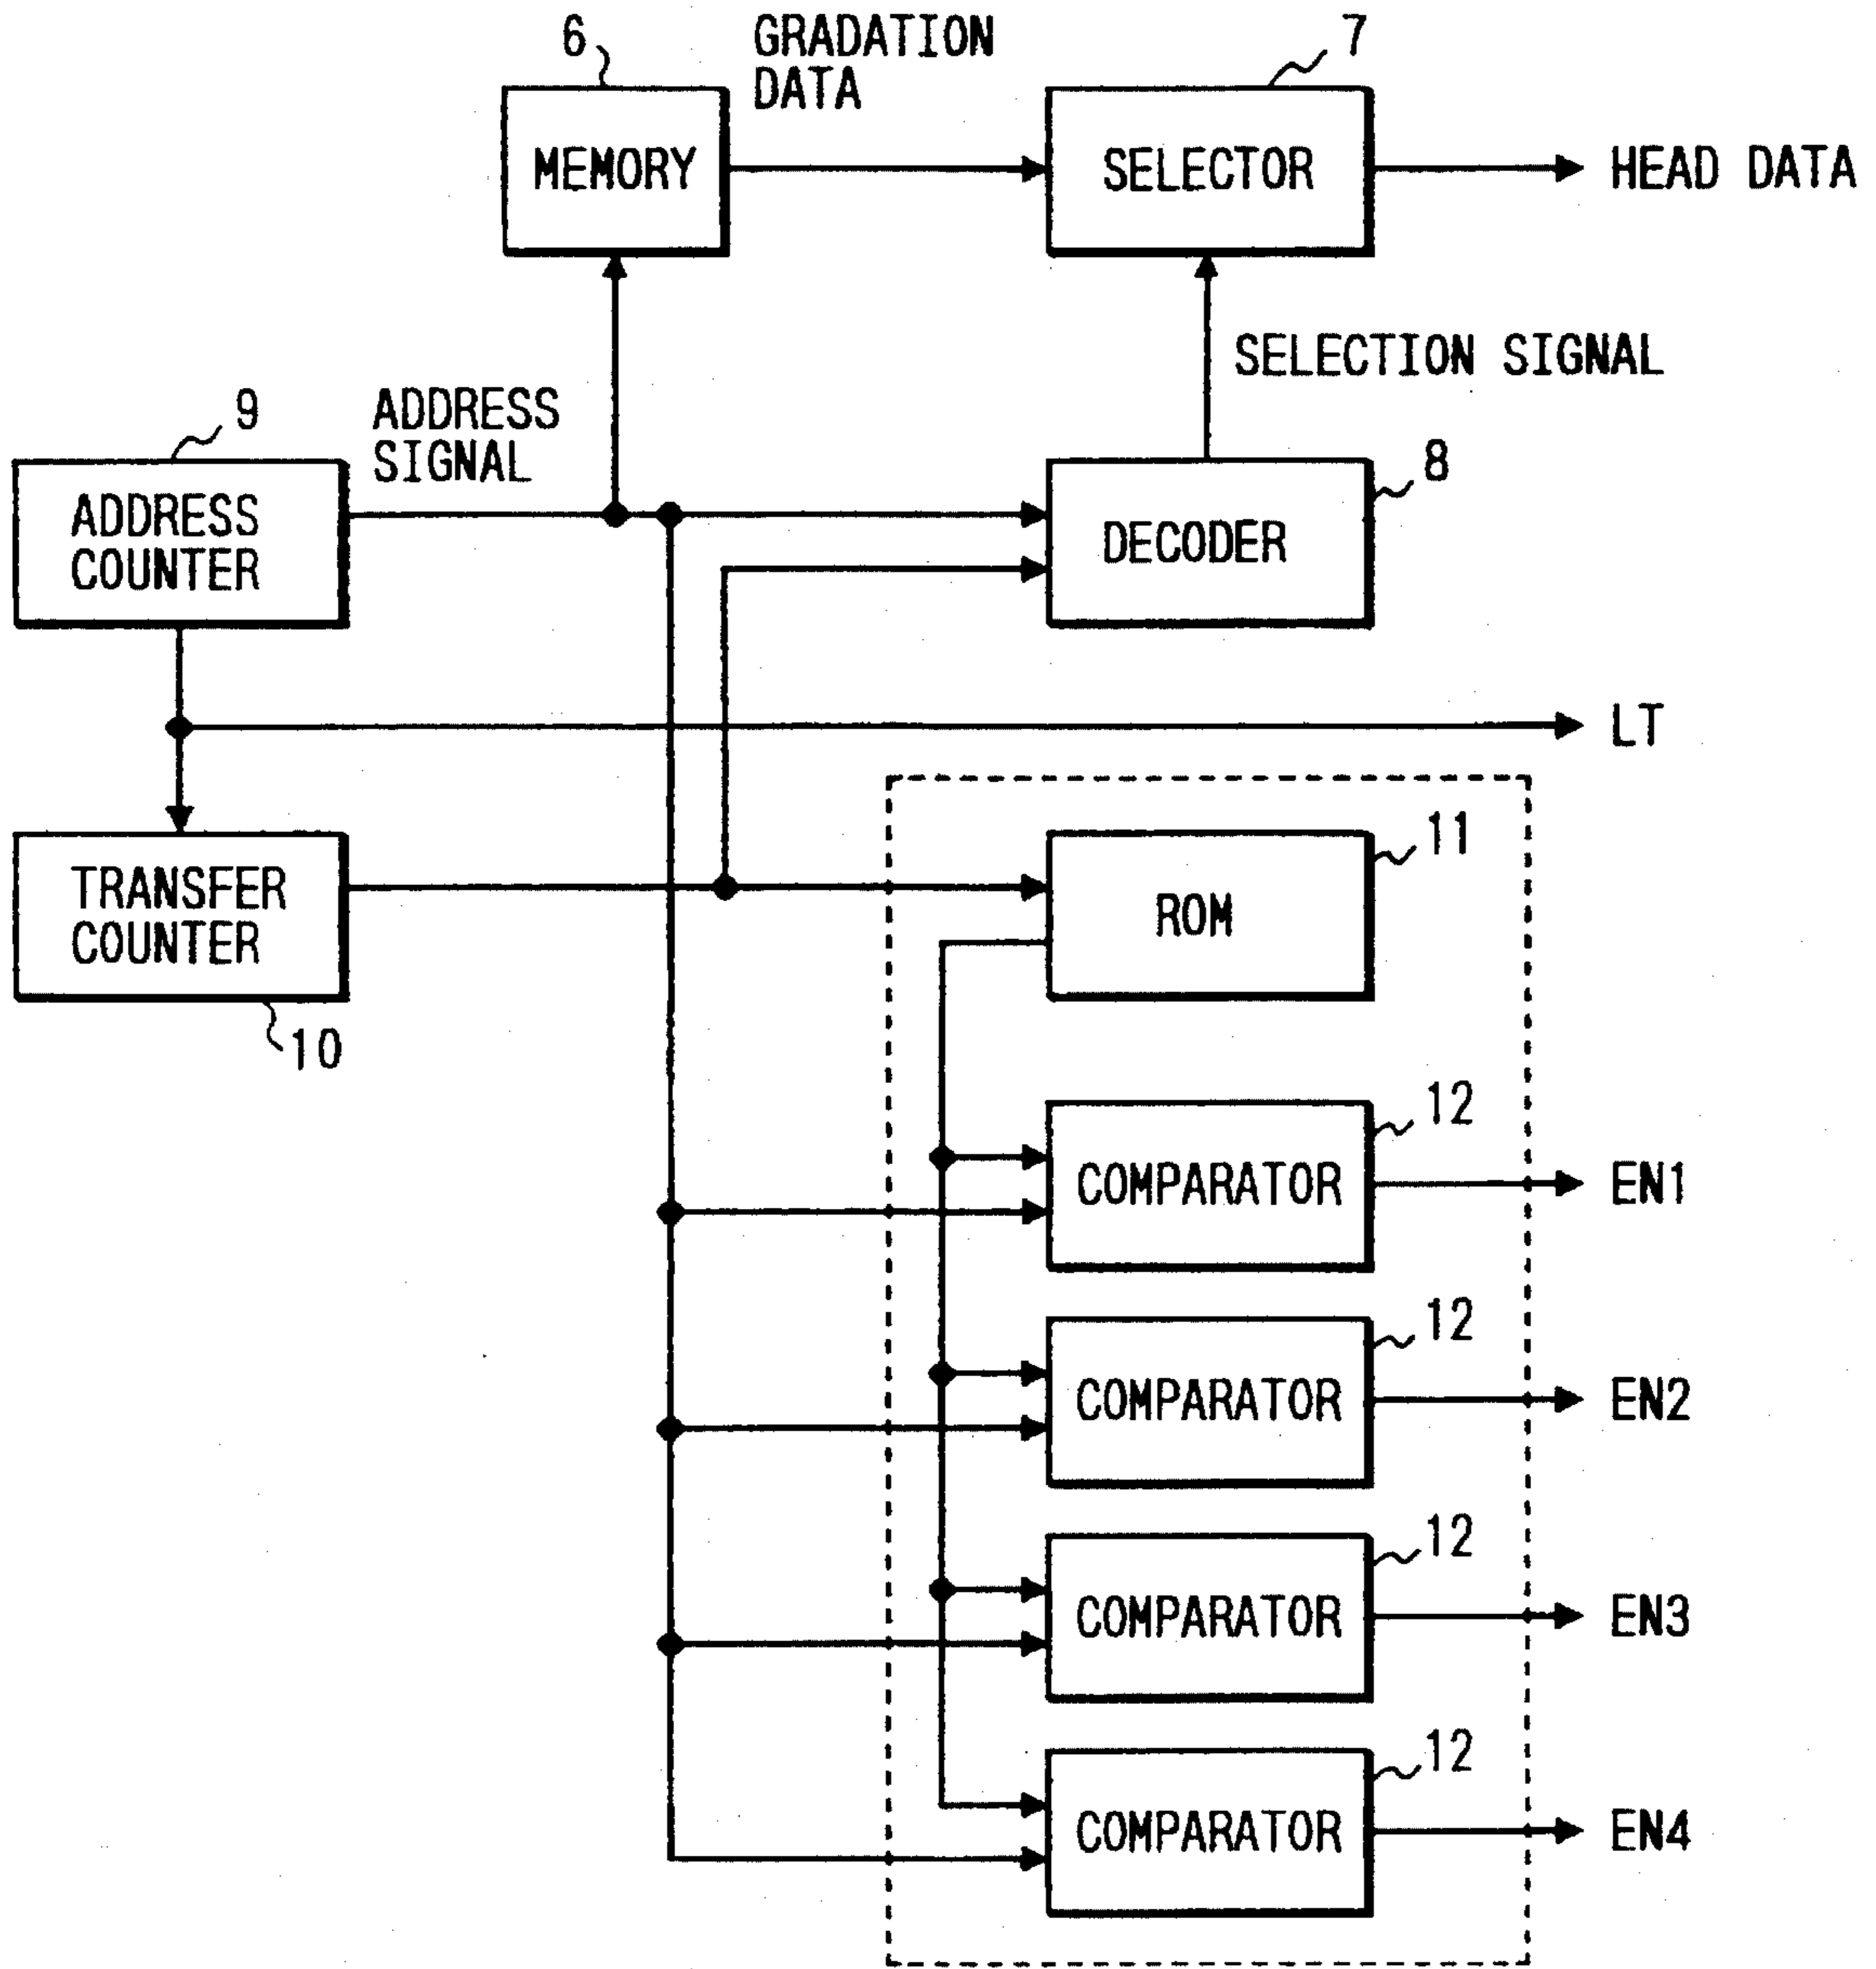 6
GRADATION
DATA
7
MEMORY
SELECTOR
HEAD DATA
SELECTION SIGNAL
9
ADDRESS
SIGNAL
8
ADDRESS
COUNTER
DECODER
LT
11
TRANSFER
COUNTER
ROM
10
12
COMPARATOR
EN1
12
COMPARATOR
EN2
12
COMPARATOR
EN3
12
COMPARATOR
EN4